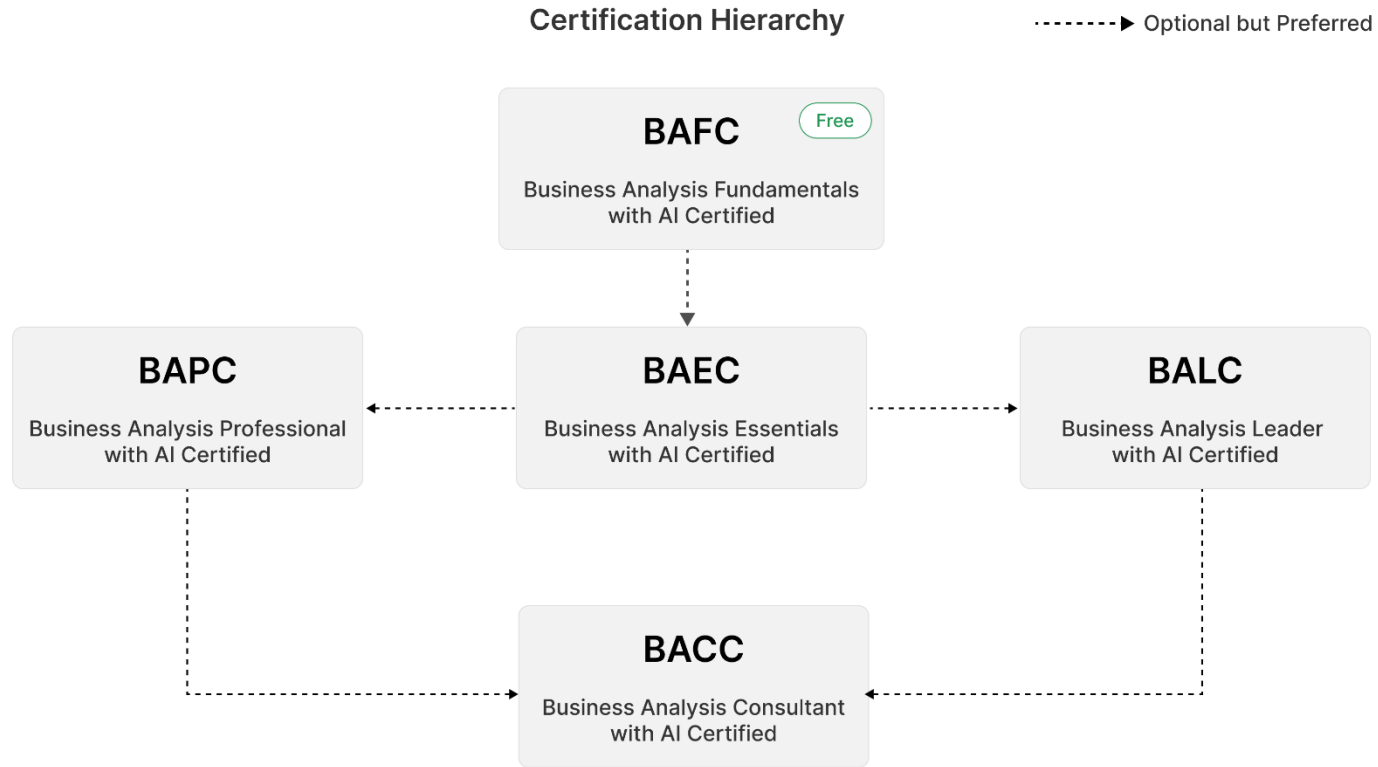 Certification Hierarchy
Optional but Preferred
BAFC
Free
Business Analysis Fundamentals
with AI Certified
BAPC
Business Analysis Professional
with AI Certified
BAEC
Business Analysis Essentials
with AI Certified
BALC
Business Analysis Leader
with AI Certified
BACC
Business Analysis Consultant
with AI Certified